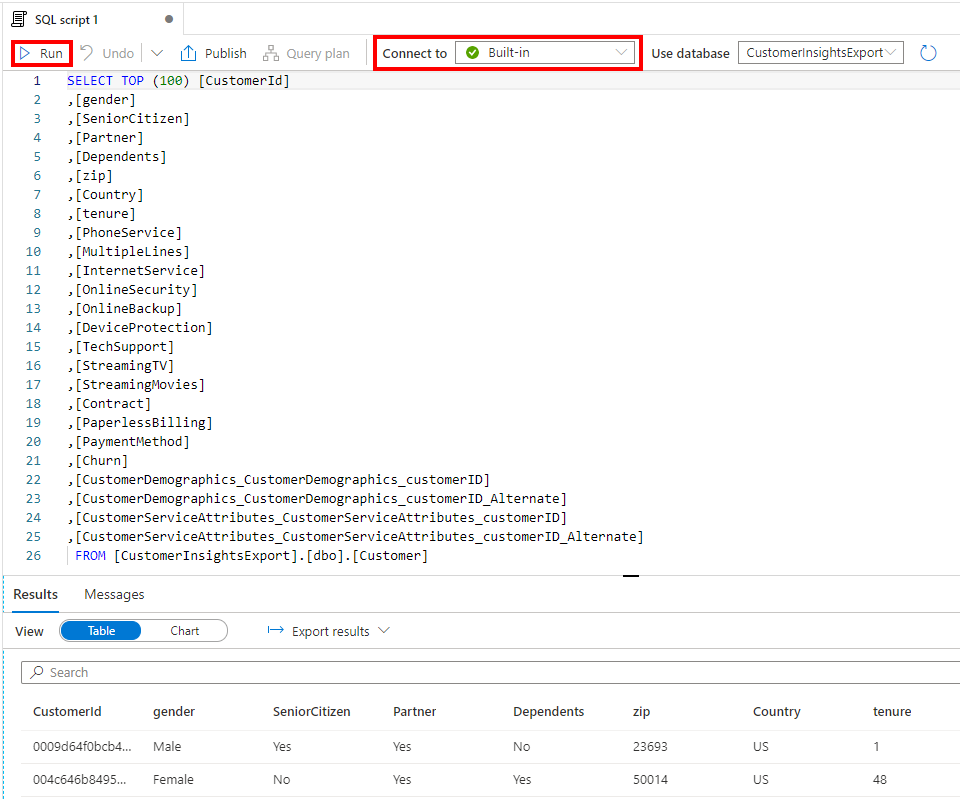 SQL script 1
Run Undo Publish Query plan Connect to Built-in Use database CustomerInsightsExport
1 SELECT TOP (100) [CustomerId]
2 ,[gender]
3 ,[SeniorCitizen]
4 ,[Partner]
5 ,[Dependents]
6 ,[zip]
7 ,[Country]
8 ,[tenure]
9 ,[PhoneService]
10 ,[MultipleLines]
11 ,[InternetService]
12 ,[OnlineSecurity]
13 ,[OnlineBackup]
14 ,[DeviceProtection]
15 ,[TechSupport]
16 ,[StreamingTV]
17 ,[StreamingMovies]
18 ,[Contract]
19 ,[PaperlessBilling]
20 ,[PaymentMethod]
21 ,[Churn]
22 ,[CustomerDemographics_CustomerDemographics_customerID]
23 ,[CustomerDemographics_CustomerDemographics_customerID_Alternate]
24 ,[CustomerServiceAttributes_CustomerServiceAttributes_customerID]
25 ,[CustomerServiceAttributes_CustomerServiceAttributes_customerID_Alternate]
26 FROM [CustomerInsightsExport].[dbo].[Customer]
Results Messages
View Table Chart Export results
Search
CustomerId gender SeniorCitizen Partner Dependents zip Country tenure
0009d64f0bcb4... Male Yes Yes No 23693 US 1
004c646b8495... Female No Yes Yes 50014 US 48